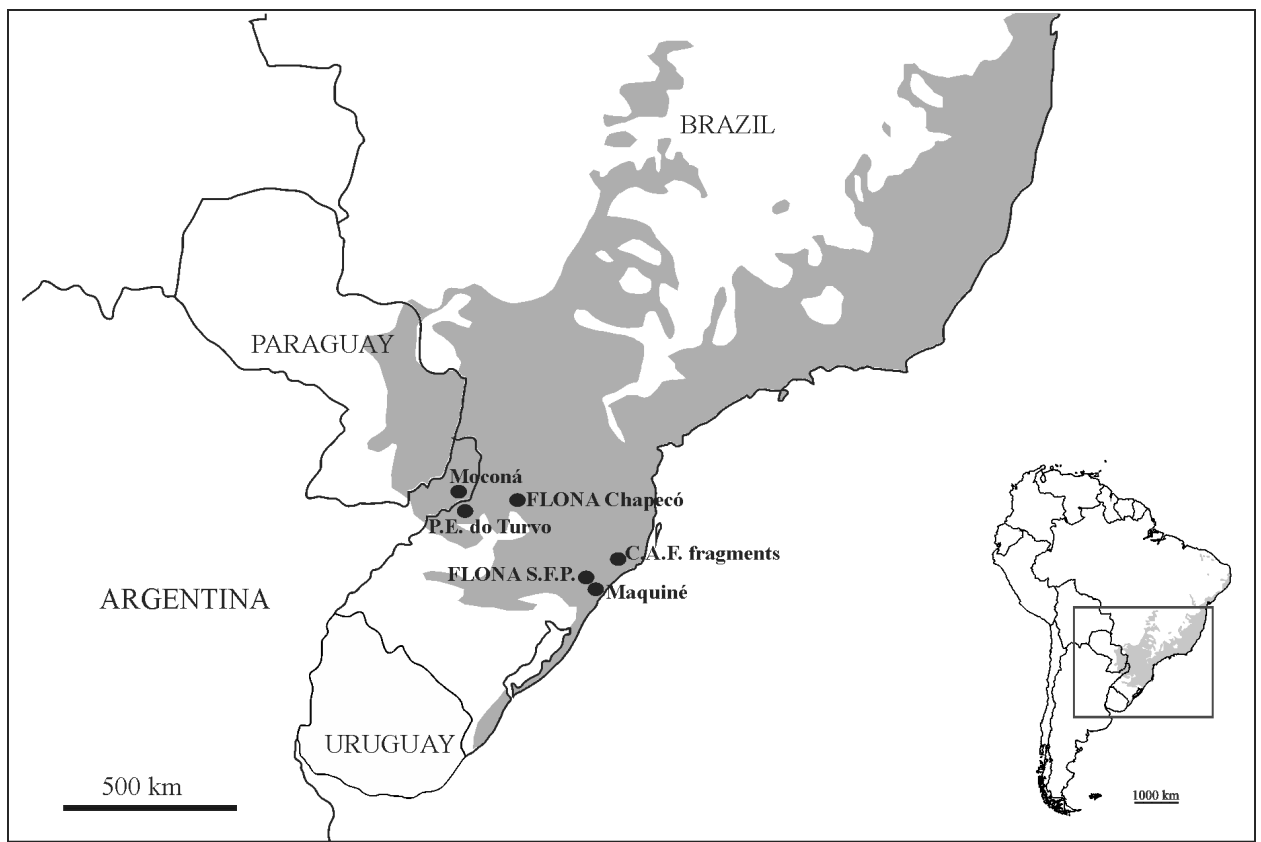 BRAZIL
PARAGUAY
Moconá
FLONA Chapecó
P.E. do Turvo
C.A.F. fragments
FLONA S.F.P.
Maquiné
ARGENTINA
URUGUAY
500 km
1000 km